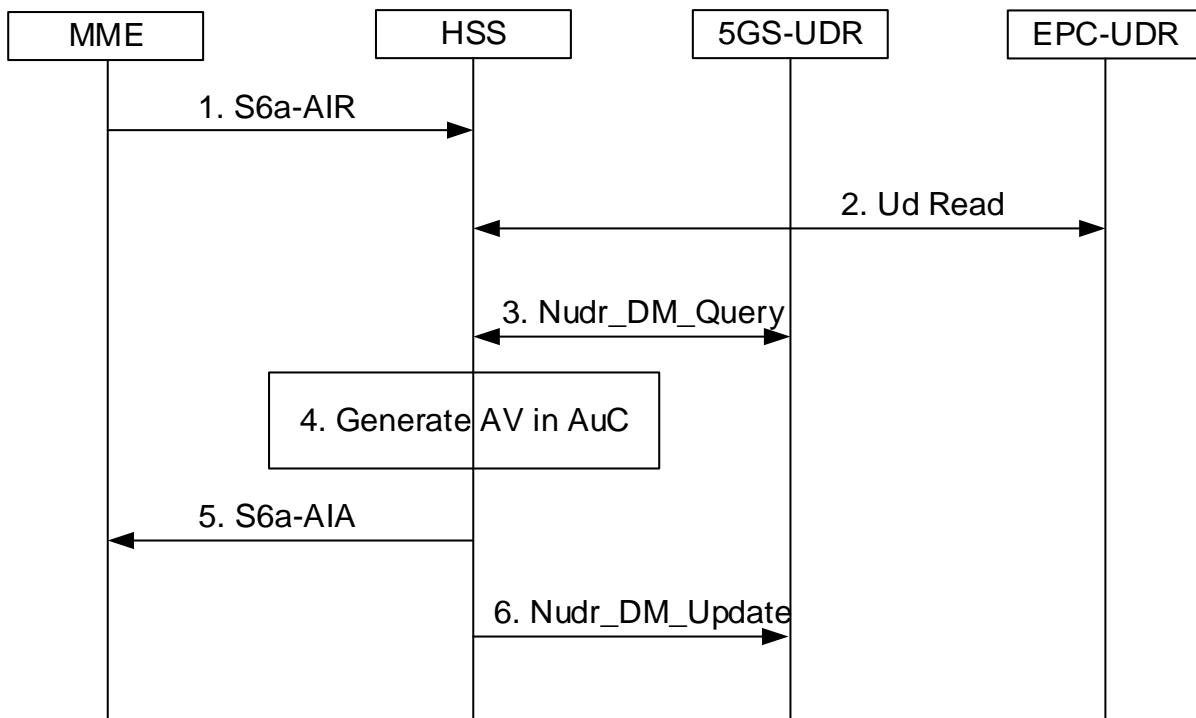 MME
HSS
5GS-UDR
EPC-UDR
1. S6a-AIR
2. Ud Read
3. Nudr_DM_Query
4. Generate AV in AuC
5. S6a-AIA
6. Nudr_DM_Update